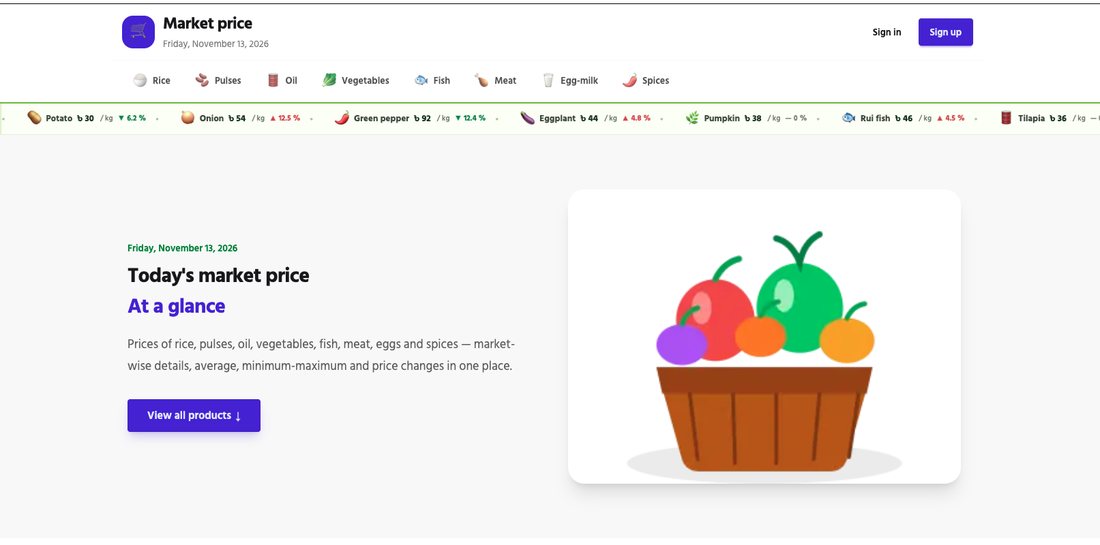 Market price
Friday, November 13, 2026
Sign in
Sign up
Rice
Pulses
Oil
Vegetables
Fish
Meat
Egg-milk
Spices
Potato ৳ 30 / kg ▼ 6.2 %
Onion ৳ 54 / kg ▲ 12.5 %
Green pepper ৳ 92 / kg ▼ 12.4 %
Eggplant ৳ 44 / kg ▲ 4.8 %
Pumpkin ৳ 38 / kg — 0 %
Rui fish ৳ 46 / kg ▲ 4.5 %
Tilapia ৳ 36 / kg —
Friday, November 13, 2026
Today's market price
At a glance
Prices of rice, pulses, oil, vegetables, fish, meat, eggs and spices — market-
wise details, average, minimum-maximum and price changes in one place.
View all products ↓